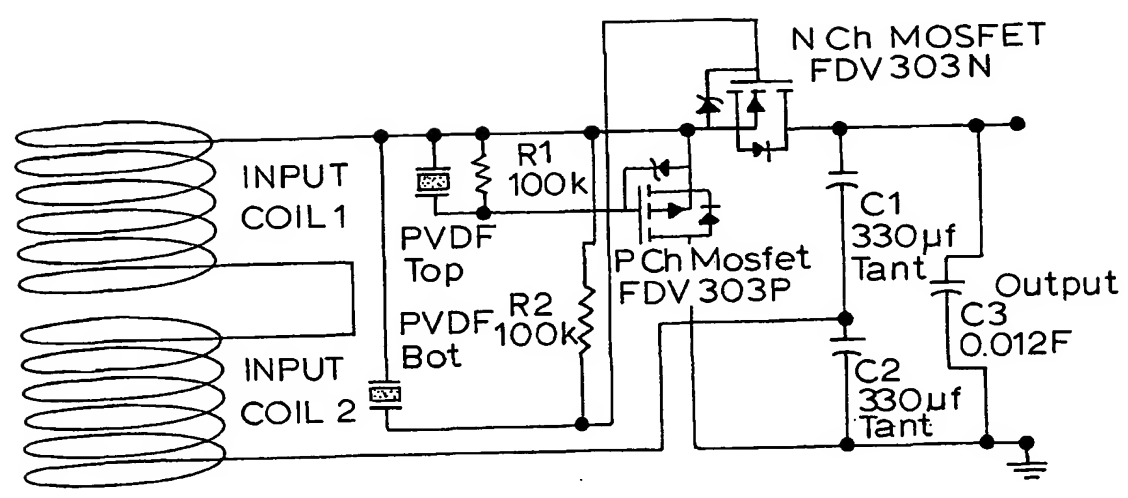 N Ch MOSFET
FDV303N
INPUT
COIL 1
R1
100k
PVDF
Top
C1
330µf
Tant
P Ch Mosfet
FDV303P
Output
R2
100k
PVDF
Bot
C3
0.012F
INPUT
COIL 2
C2
330µf
Tant